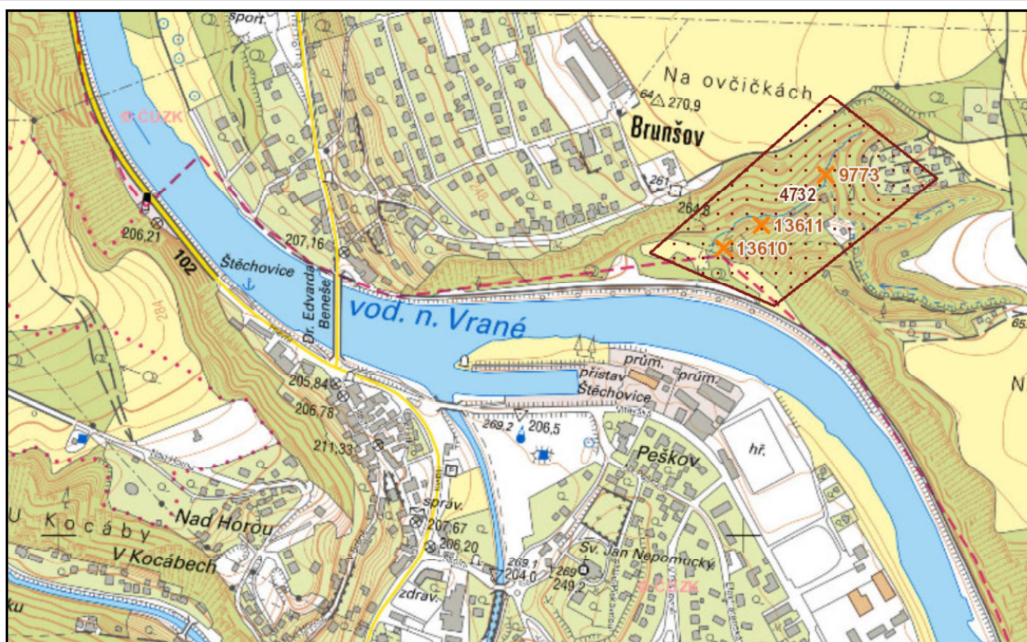 sport.
Na ovčičkách
64 270,9
Brunšov
© ČÚZK
261
264,8
9773
4732
13611
13610
206,21
207,16
102
Štěchovice
Dr. Edvarda
Beneše
vod. n. Vrané
284
248
205,84
206,78
211,33
přístav
Štěchovice
prům.
prům.
269,2
206,5
Peškov
hř.
správ.
207,67
206,20
U Kocáby
Nad Horou
V Kocábech
269,1
204,0
Sv. Jan Nepomucký
269
249,2
zdrav.
ČÚZK